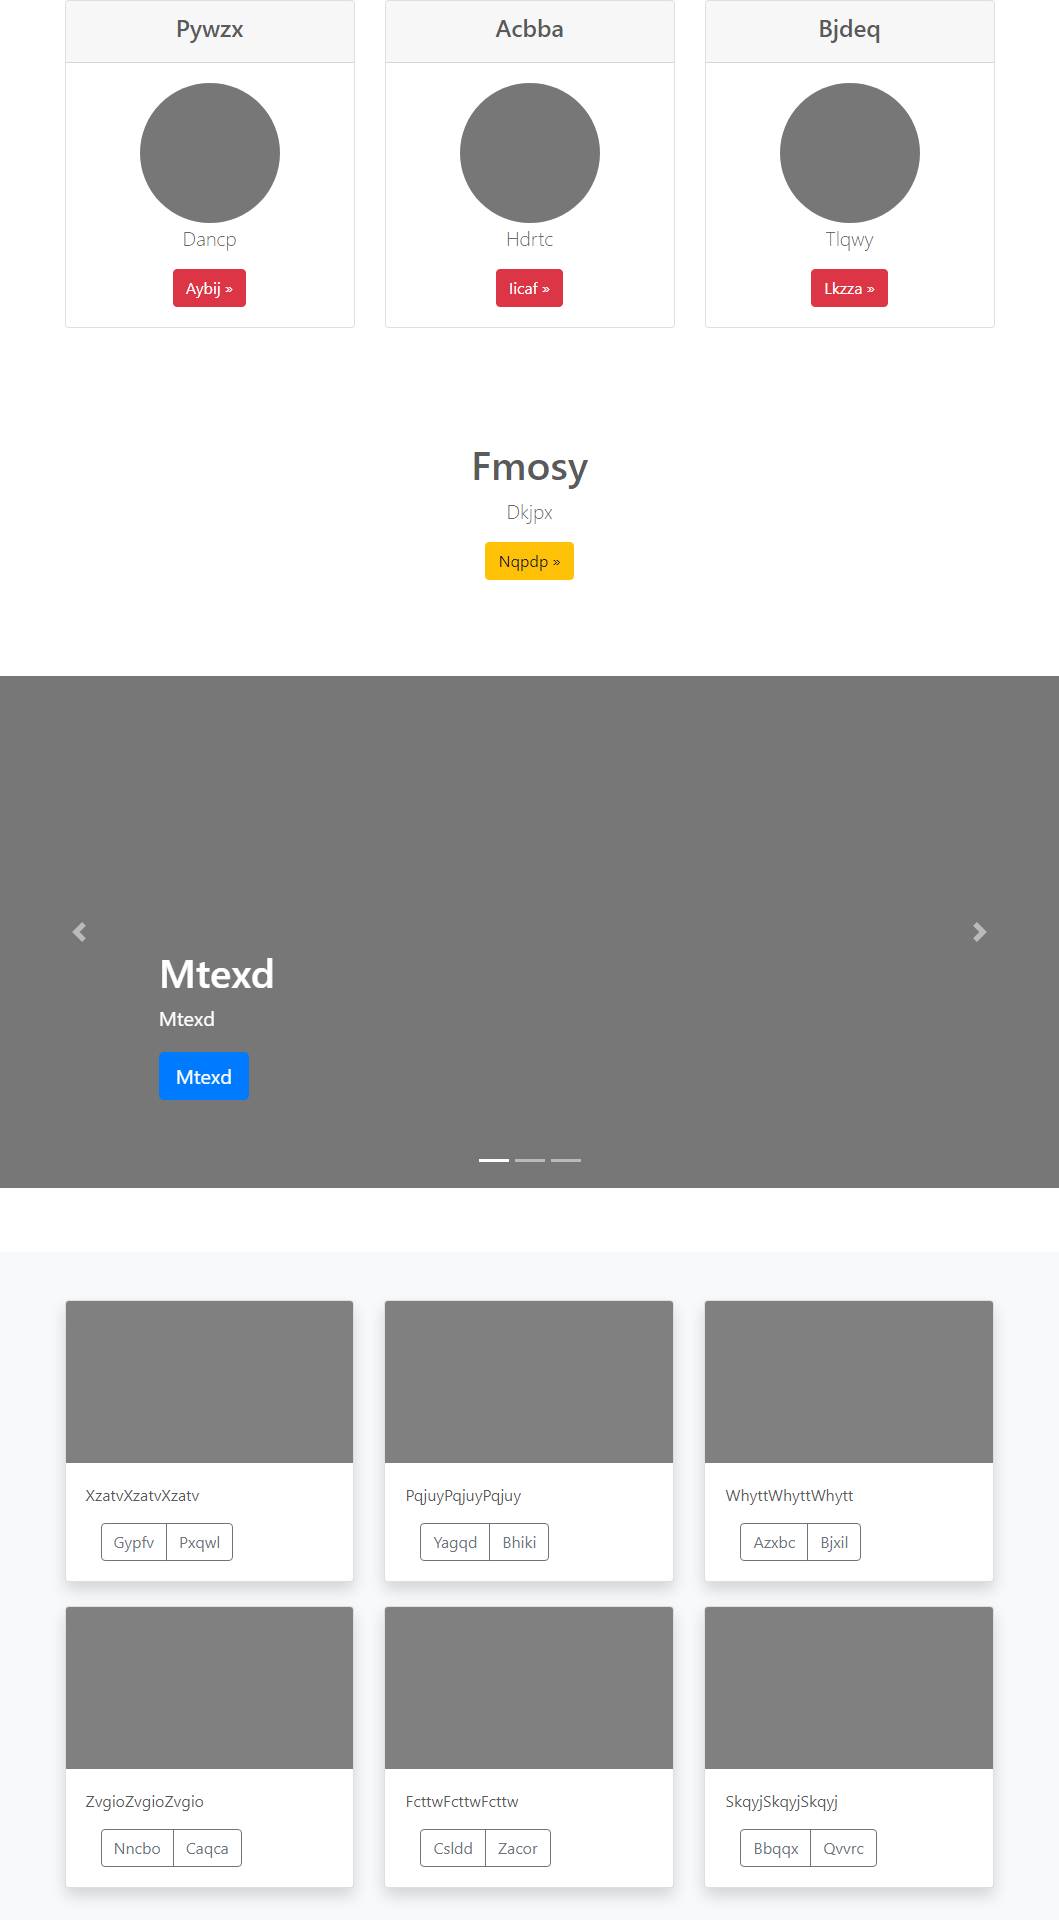 Pywzx
Dancp
Aybij »
Acbba
Hdrtc
Iicaf »
Bjdeq
Tlqwy
Lkzza »
Fmosy
Dkjpx
Nqpdp »
Mtexd
Mtexd
Mtexd
XzatvXzatvXzatv
Gypfv Pxqwl
PqjuyPqjuyPqjuy
Yagqd Bhiki
WhyttWhyttWhytt
Azxbc Bjxil
ZvgioZvgioZvgio
Nncbo Caqca
FcttwFcttwFcttw
Csldd Zacor
SkqyjSkqyjSkqyj
Bbqqx Qvvrc